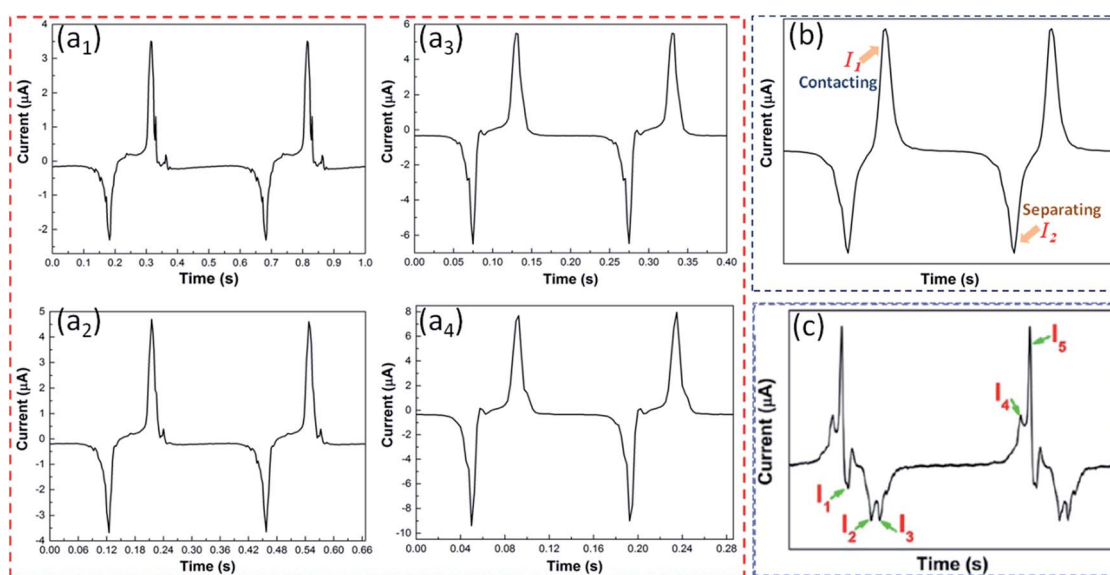 (a1)
4
3
2
1
0
-1
-2
Current (μA)
0.0 0.1 0.2 0.3 0.4 0.5 0.6 0.7 0.8 0.9 1.0
Time (s)
(a3)
6
4
2
0
-2
-4
-6
Current (μA)
0.00 0.05 0.10 0.15 0.20 0.25 0.30 0.35 0.40
Time (s)
(b)
I1
Contacting
Separating
I2
Current (μA)
Time (s)
(a2)
5
4
3
2
1
0
-1
-2
-3
-4
Current (μA)
0.00 0.06 0.12 0.18 0.24 0.30 0.36 0.42 0.48 0.54 0.60 0.66
Time (s)
(a4)
8
6
4
2
0
-2
-4
-6
-8
-10
Current (μA)
0.00 0.04 0.08 0.12 0.16 0.20 0.24 0.28
Time (s)
(c)
I5
I4
I1
I2
I3
Current (μA)
Time (s)